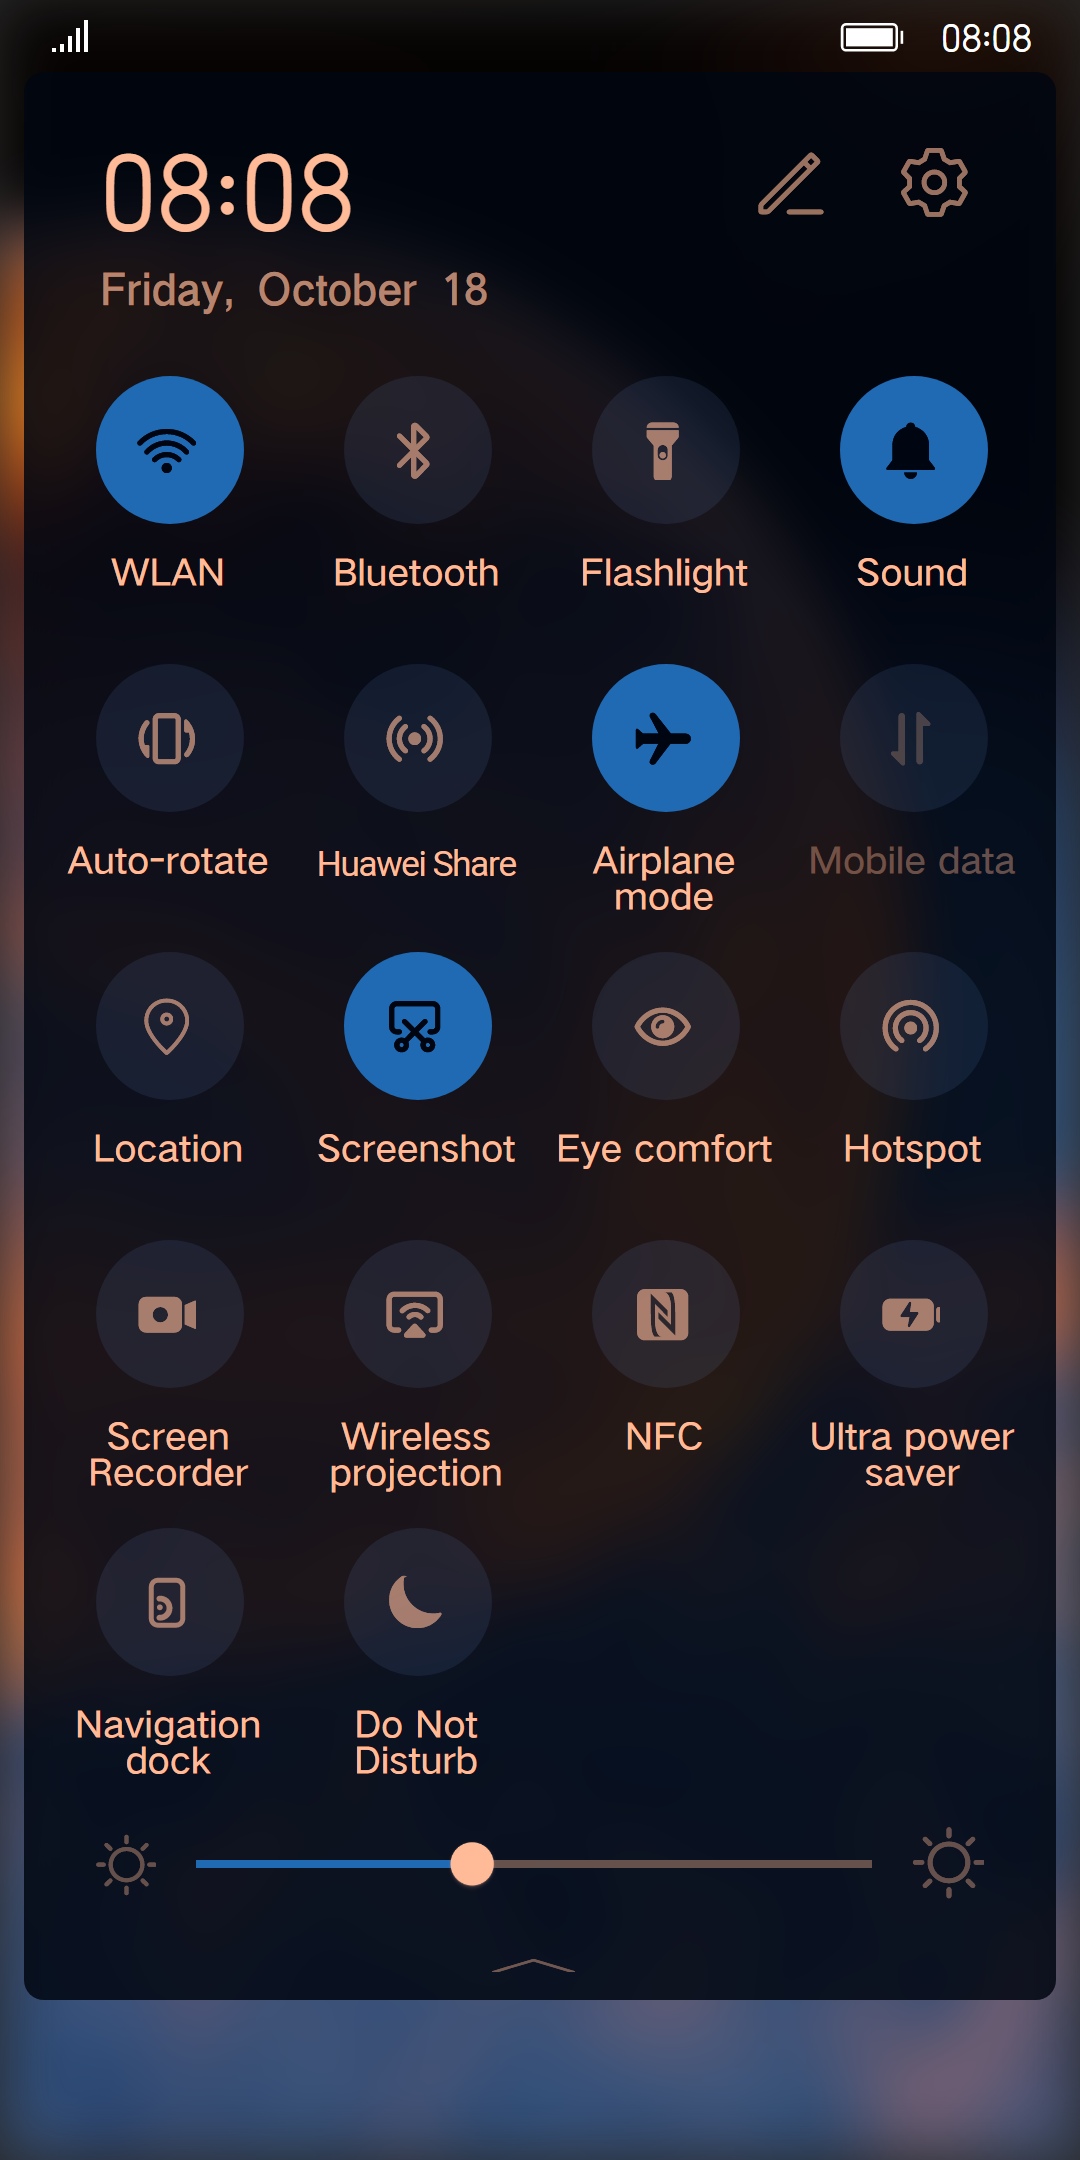 08:08
08:08
Friday, October 18
WLAN
Bluetooth
Flashlight
Sound
Auto-rotate
Huawei Share
Airplane
mode
Mobile data
Location
Screenshot
Eye comfort
Hotspot
Screen
Recorder
Wireless
projection
NFC
Ultra power
saver
Navigation
dock
Do Not
Disturb